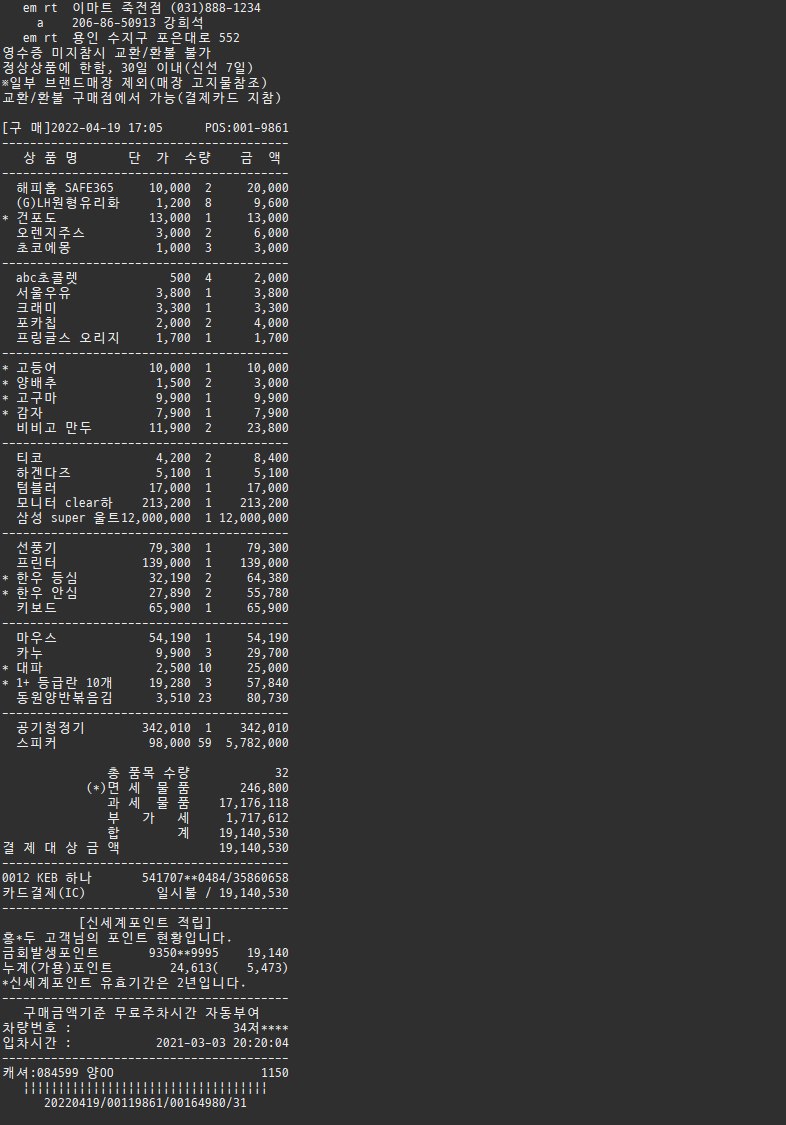 em rt 이마트 죽전점 (031)888-1234
a 206-86-50913 강희석
em rt 용인 수지구 포은대로 552
영수증 미지참시 교환/환불 불가
정상상품에 한함, 30일 이내(신선 7일)
※일부 브랜드매장 제외(매장 고지물참조)
교환/환불 구매점에서 가능(결제카드 지참)
[구 매]2022-04-19 17:05 POS:001-9861
-----------------------------------------
상 품 명 단 가 수량 금 액
-----------------------------------------
해피홈 SAFE365 10,000 2 20,000
(G)LH원형유리화 1,200 8 9,600
* 건포도 13,000 1 13,000
오렌지주스 3,000 2 6,000
초코에몽 1,000 3 3,000
-----------------------------------------
abc초콜렛 500 4 2,000
서울우유 3,800 1 3,800
크래미 3,300 1 3,300
포카칩 2,000 2 4,000
프링글스 오리지 1,700 1 1,700
-----------------------------------------
* 고등어 10,000 1 10,000
* 양배추 1,500 2 3,000
* 고구마 9,900 1 9,900
* 감자 7,900 1 7,900
비비고 만두 11,900 2 23,800
-----------------------------------------
티코 4,200 2 8,400
하겐다즈 5,100 1 5,100
텀블러 17,000 1 17,000
모니터 clear하 213,200 1 213,200
삼성 super 울트12,000,000 1 12,000,000
-----------------------------------------
선풍기 79,300 1 79,300
프린터 139,000 1 139,000
* 한우 등심 32,190 2 64,380
* 한우 안심 27,890 2 55,780
키보드 65,900 1 65,900
-----------------------------------------
마우스 54,190 1 54,190
카누 9,900 3 29,700
* 대파 2,500 10 25,000
* 1+ 등급란 10개 19,280 3 57,840
동원양반볶음김 3,510 23 80,730
-----------------------------------------
공기청정기 342,010 1 342,010
스피커 98,000 59 5,782,000
총 품목 수량 32
(*)면 세 물 품 246,800
과 세 물 품 17,176,118
부 가 세 1,717,612
합 계 19,140,530
결 제 대 상 금 액 19,140,530
-----------------------------------------
0012 KEB 하나 541707**0484/35860658
카드결제(IC) 일시불 / 19,140,530
-----------------------------------------
[신세계포인트 적립]
홍*두 고객님의 포인트 현황입니다.
금회발생포인트 9350**9995 19,140
누계(가용)포인트 24,613( 5,473)
*신세계포인트 유효기간은 2년입니다.
-----------------------------------------
구매금액기준 무료주차시간 자동부여
차량번호 : 34저****
입차시간 : 2021-03-03 20:20:04
-----------------------------------------
캐셔:084599 양OO 1150
20220419/00119861/00164980/31